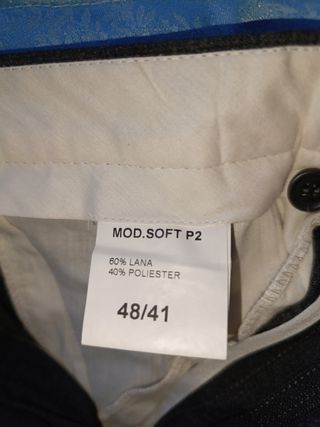 MOD.SOFT P2
60% LANA
40% POLIESTER
48/41